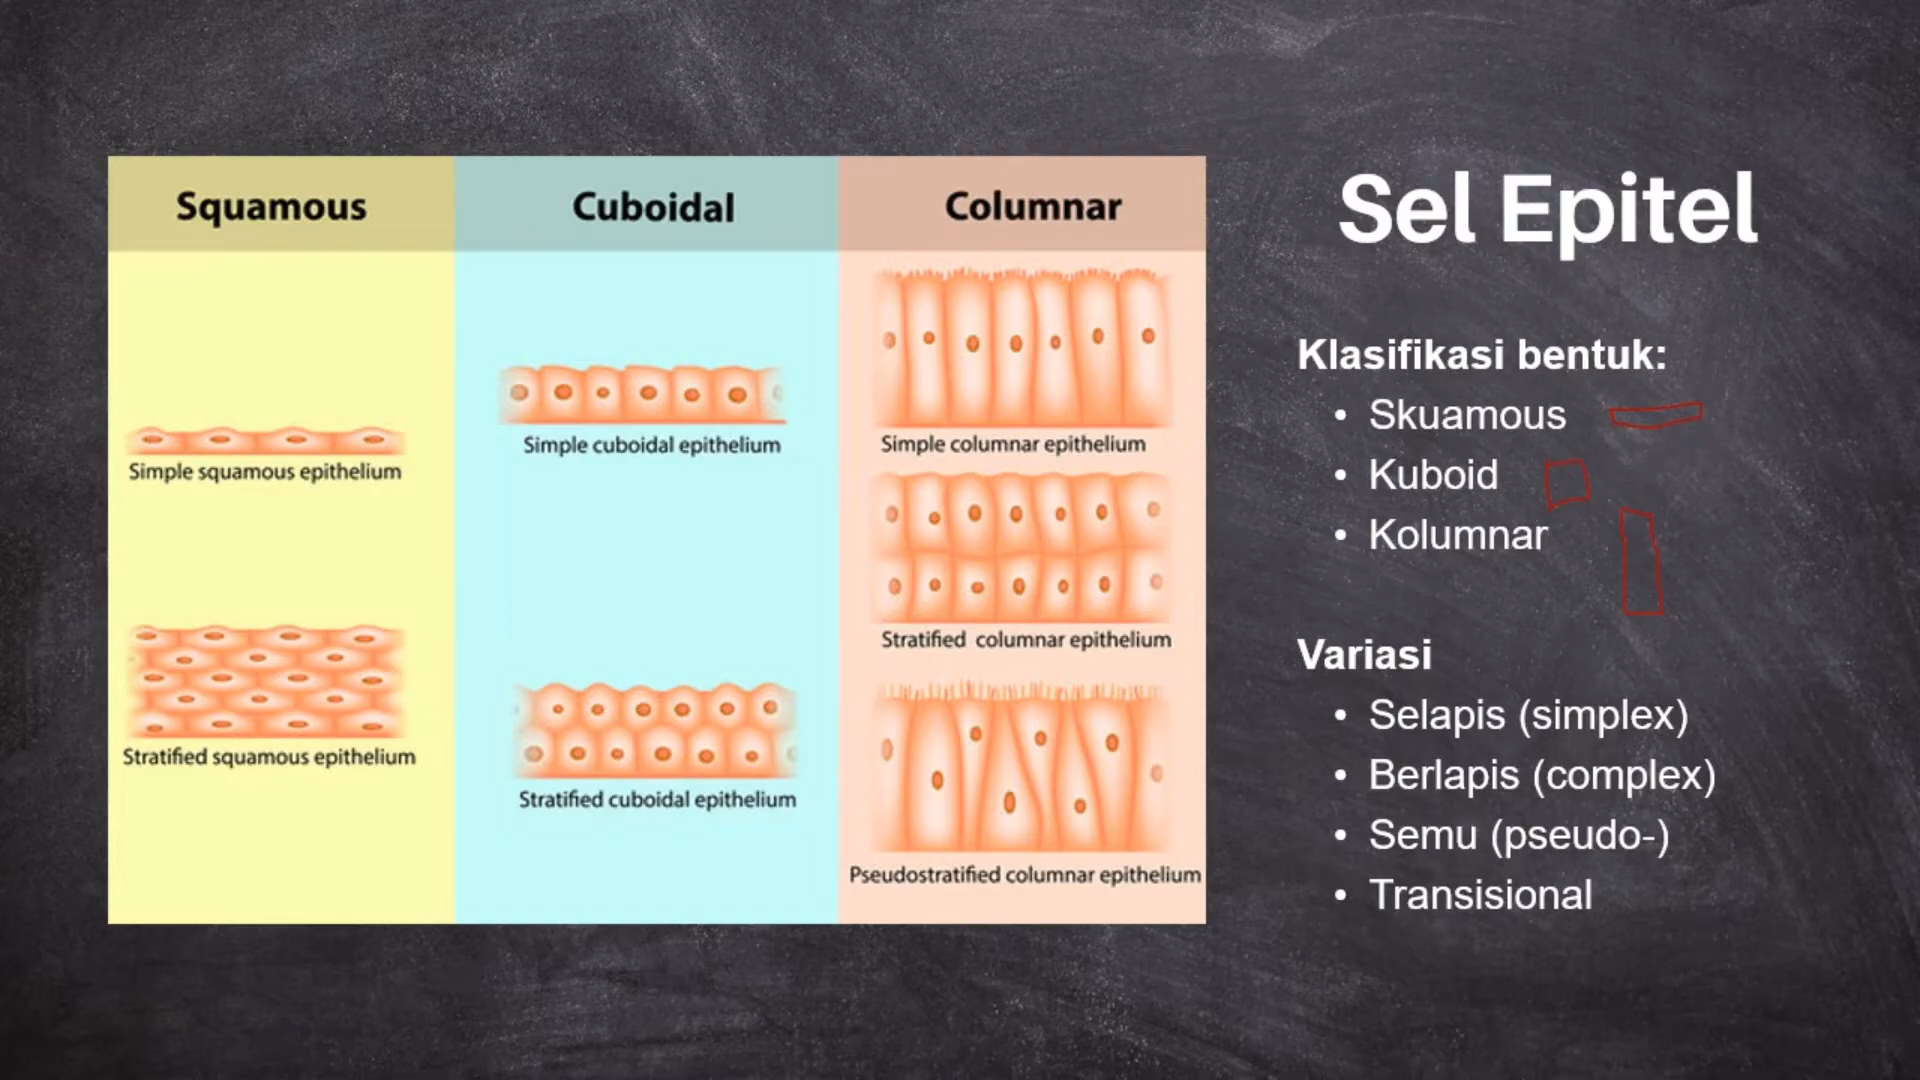 Squamous
Cuboidal
Columnar
Simple squamous epithelium
Stratified squamous epithelium
Simple cuboidal epithelium
Stratified cuboidal epithelium
Simple columnar epithelium
Stratified columnar epithelium
Pseudostratified columnar epithelium
Sel Epitel
Klasifikasi bentuk:
• Skuamous
• Kuboid
• Kolumnar
Variasi
• Selapis (simplex)
• Berlapis (complex)
• Semu (pseudo-)
• Transisional